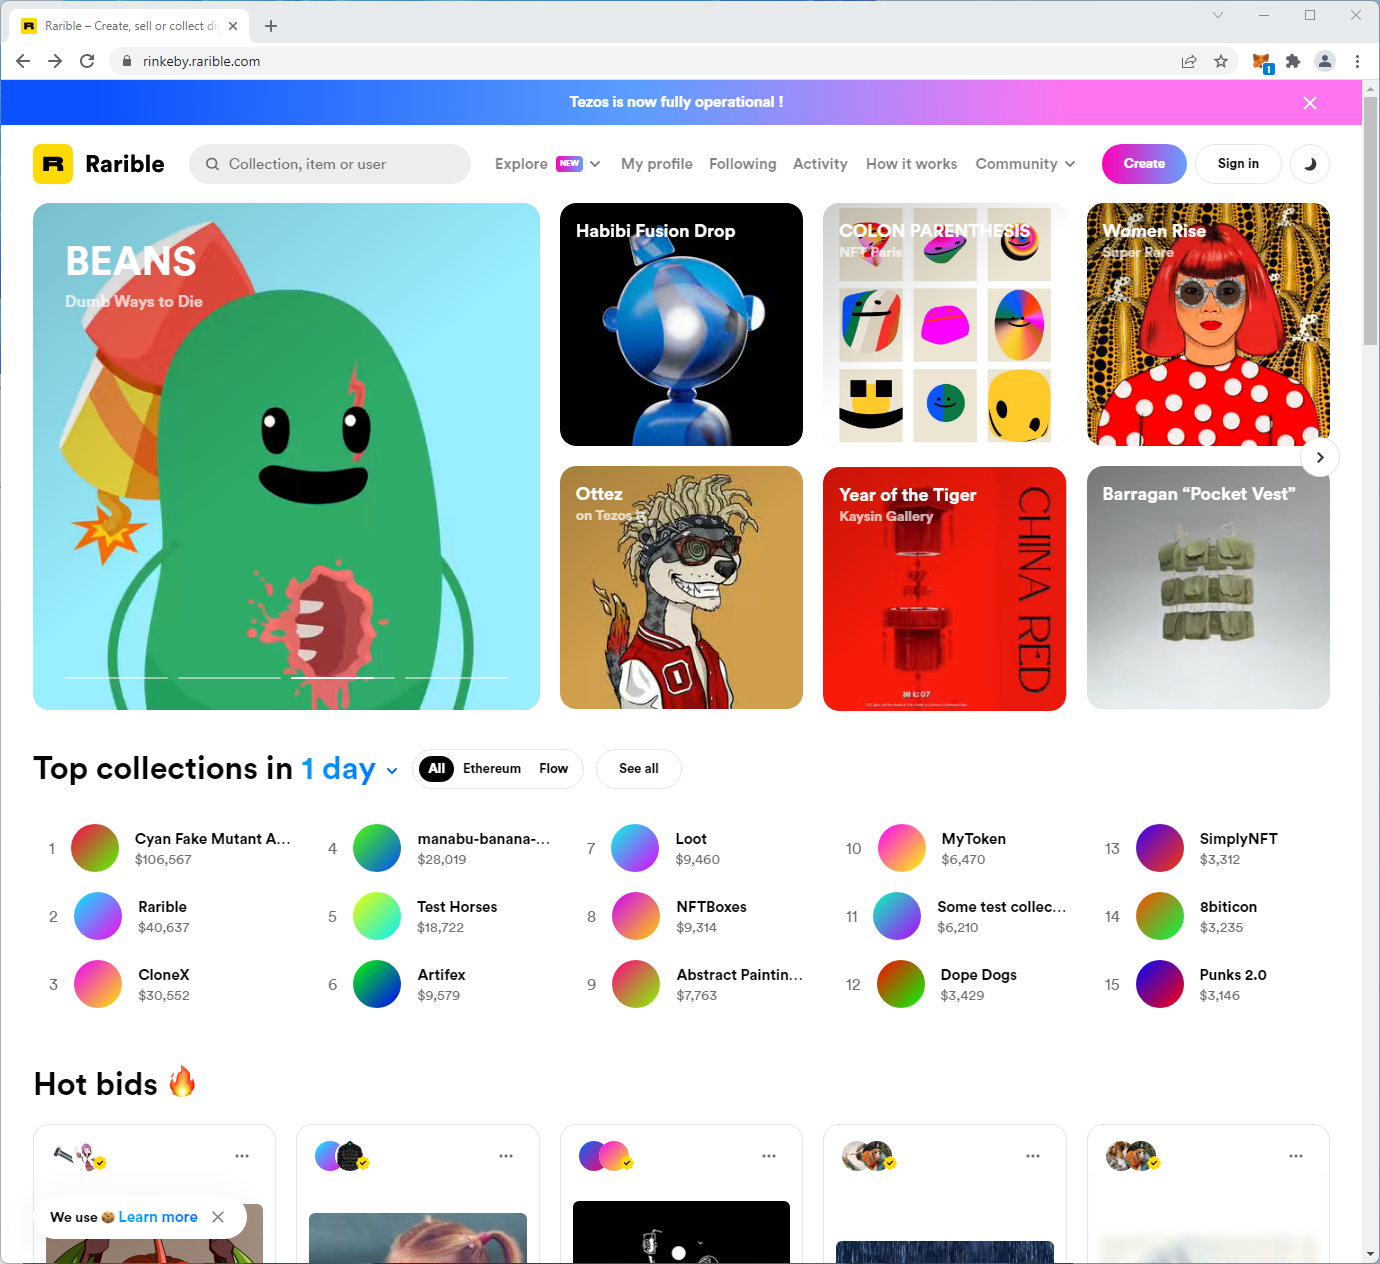 Rarible – Create, sell or collect di
rinkeby.rarible.com
1
Tezos is now fully operational !
Rarible
Collection, item or user
Explore NEW
My profile
Following
Activity
How it works
Community
Create
Sign in
BEANS
Dumb Ways to Die
Habibi Fusion Drop
COLON PARENTHESIS
NFT Paris
Women Rise
Super Rare
Ottez
on Tezos
Year of the Tiger
Kaysin Gallery
CHINA RED
Barragan “Pocket Vest”
Top collections in 1 day
All Ethereum Flow
See all
1 Cyan Fake Mutant A...
$106,567
2 Rarible
$40,637
3 CloneX
$30,552
4 manabu-banana-...
$28,019
5 Test Horses
$18,722
6 Artifex
$9,579
7 Loot
$9,460
8 NFTBoxes
$9,314
9 Abstract Paintin...
$7,763
10 MyToken
$6,470
11 Some test collec...
$6,210
12 Dope Dogs
$3,429
13 SimplyNFT
$3,312
14 8biticon
$3,235
15 Punks 2.0
$3,146
Hot bids 🔥
We use 🍪 Learn more